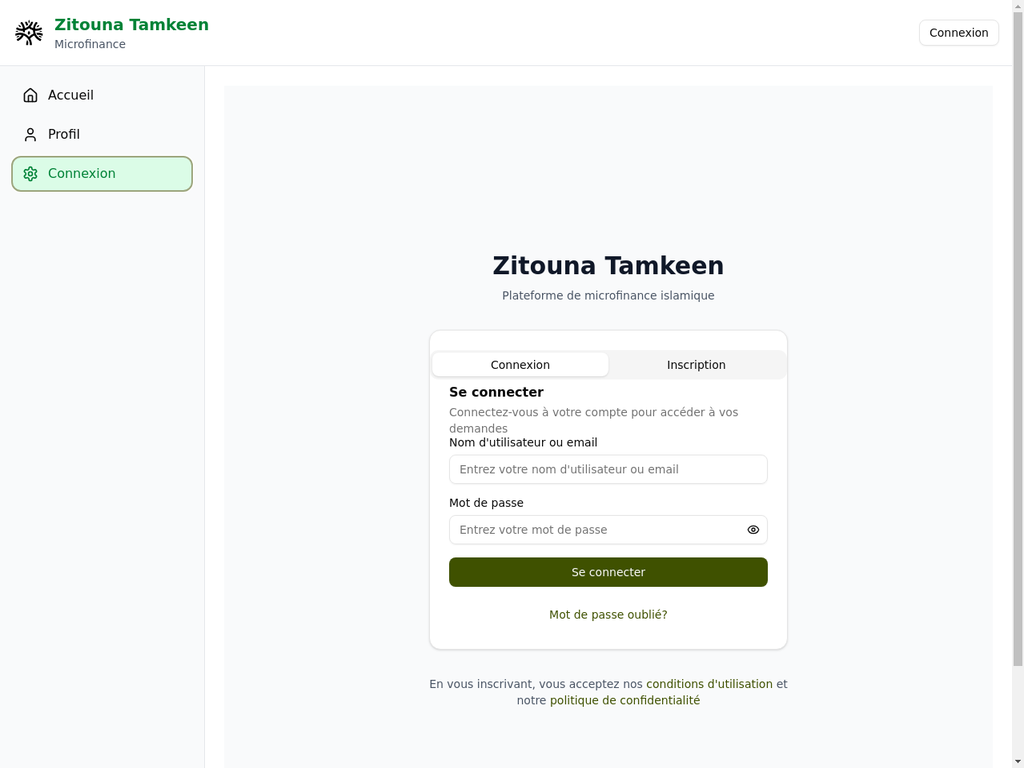 Zitouna Tamkeen
Microfinance
Connexion
Accueil
Profil
Connexion
Zitouna Tamkeen
Plateforme de microfinance islamique
Connexion
Inscription
Se connecter
Connectez-vous à votre compte pour accéder à vos
demandes
Nom d'utilisateur ou email
Entrez votre nom d'utilisateur ou email
Mot de passe
Entrez votre mot de passe
Se connecter
Mot de passe oublié?
En vous inscrivant, vous acceptez nos conditions d'utilisation et
notre politique de confidentialité